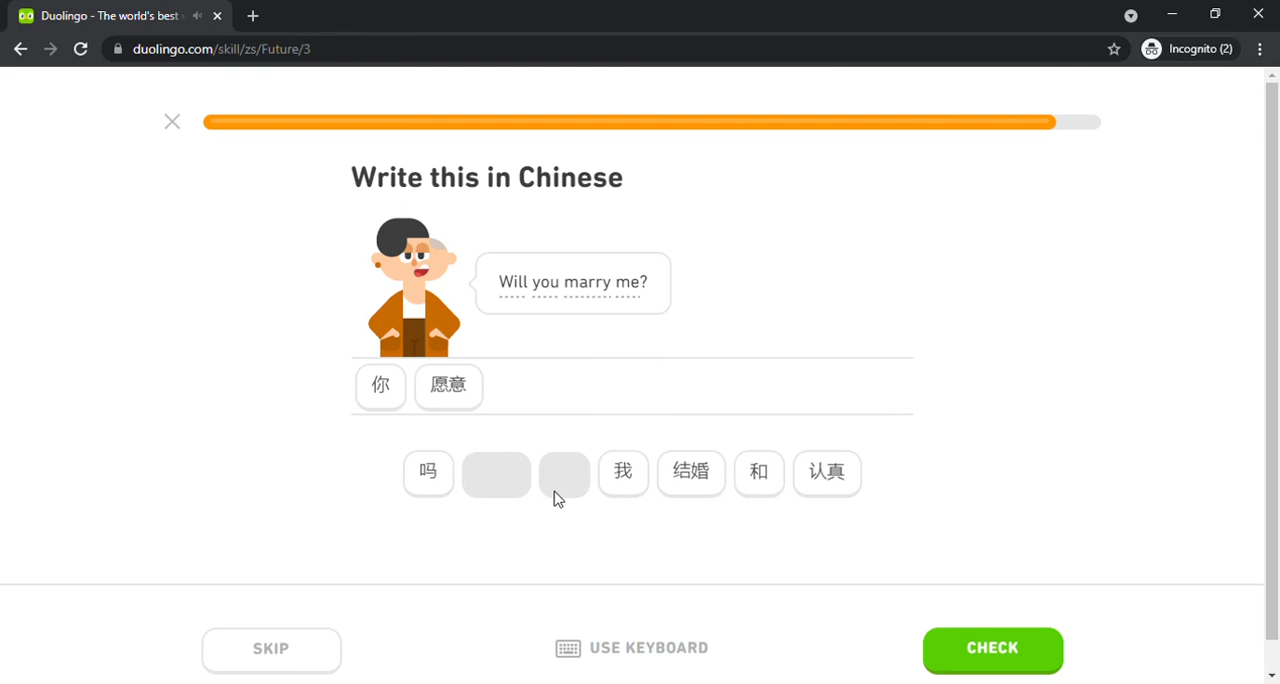 Duolingo - The world's best
duolingo.com/skill/zs/Future/3
Incognito (2)
Write this in Chinese
Will you marry me?
你 愿意
吗 我 结婚 和 认真
SKIP
USE KEYBOARD
CHECK